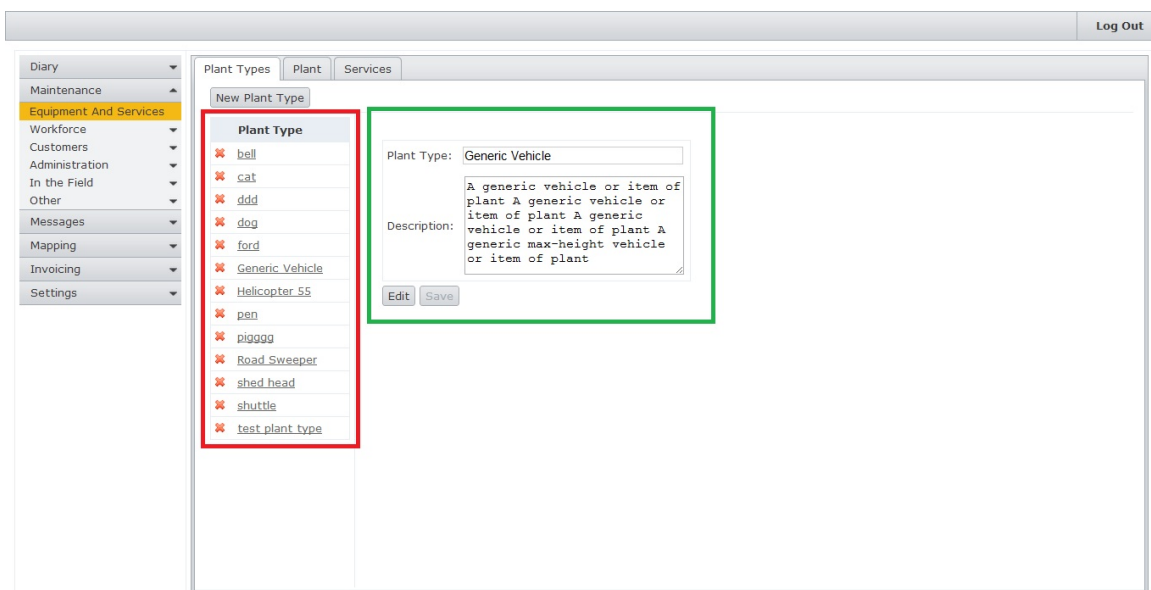 Log Out
Diary
Maintenance
Equipment And Services
Workforce
Customers
Administration
In the Field
Other
Messages
Mapping
Invoicing
Settings
Plant Types
Plant
Services
New Plant Type
Plant Type
bell
cat
ddd
dog
ford
Generic Vehicle
Helicopter 55
pen
pigggg
Road Sweeper
shed head
shuttle
test plant type
Plant Type: Generic Vehicle
Description:
A generic vehicle or item of
plant A generic vehicle or
item of plant A generic
vehicle or item of plant A
generic max-height vehicle
or item of plant
Edit Save